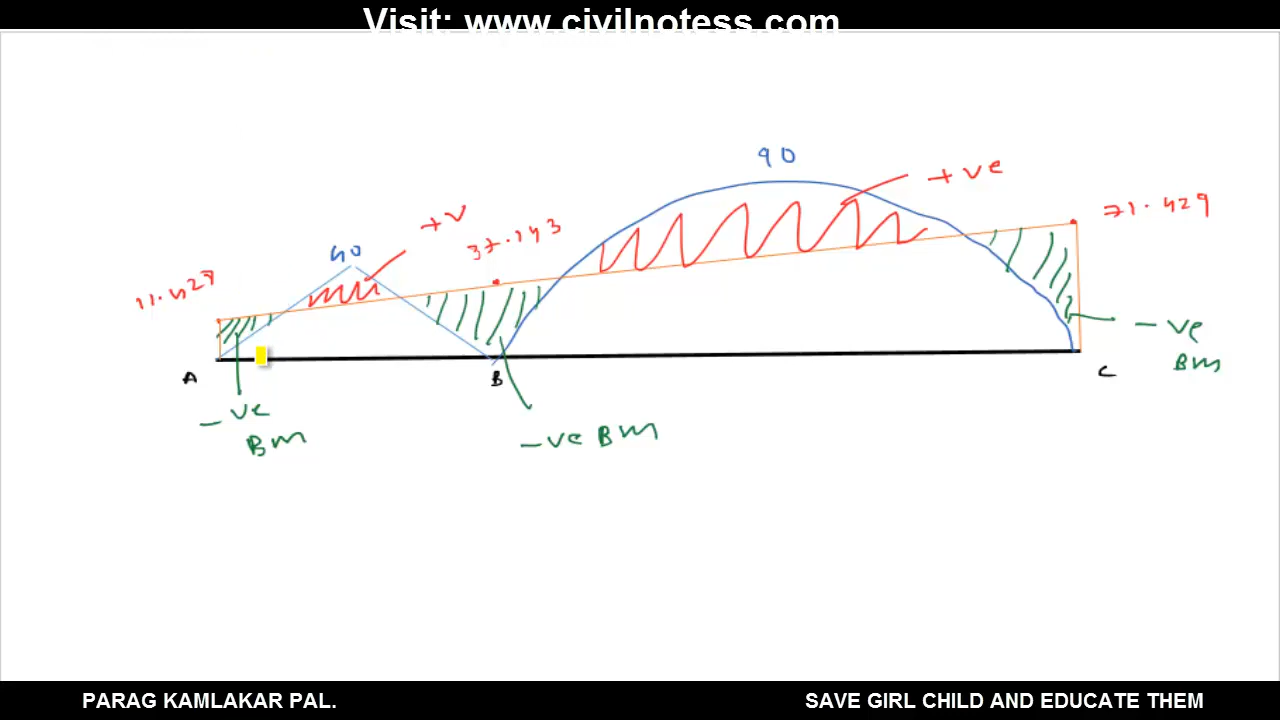 Visit: www.civilnotess.com
90
+ve
+v
37.143
71.429
40
11.429
-ve
BM
A
B
C
-ve
BM
-ve BM
PARAG KAMLAKAR PAL.
SAVE GIRL CHILD AND EDUCATE THEM